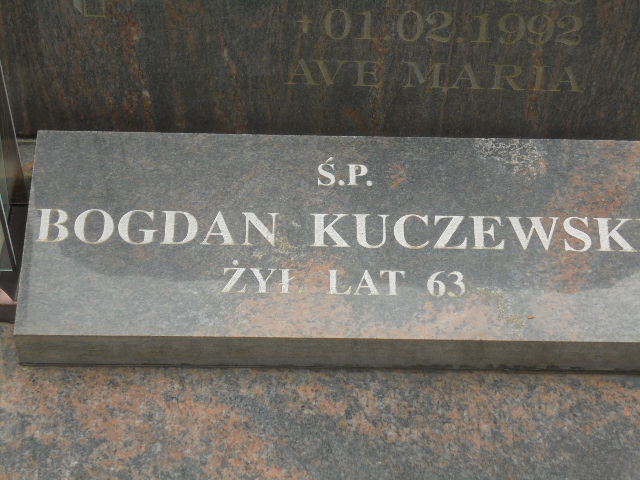 +01.02.1992
AVE MARIA
Ś.P.
BOGDAN KUCZEWSK
ŻYŁ LAT 63